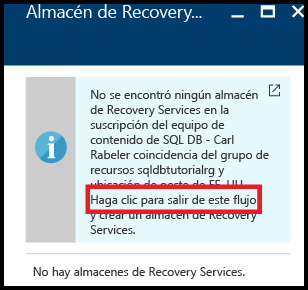 Almacén de Recovery...
No se encontró ningún almacén
de Recovery Services en la
suscripción del equipo de
contenido de SQL DB - Carl
Rabeler coincidencia del grupo de
recursos sqldbtutorialrg y
ubicación de oeste de EE. UU.
Haga clic para salir de este flujo
y crear un almacén de Recovery
Services.
No hay almacenes de Recovery Services.